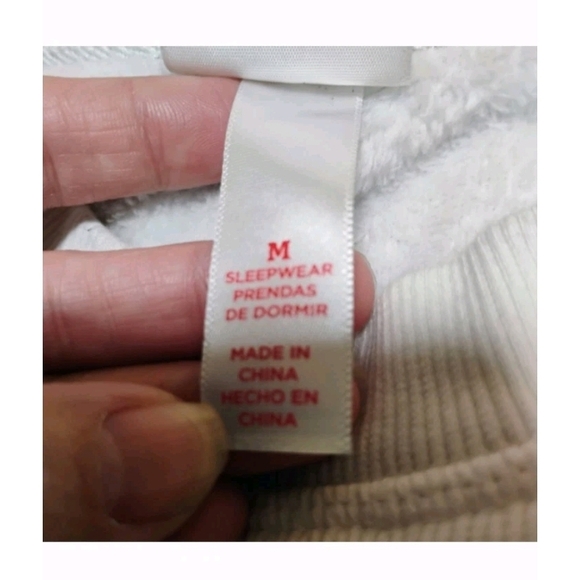 M
SLEEPWEAR
PRENDAS
DE DORMIR
MADE IN
CHINA
HECHO EN
CHINA